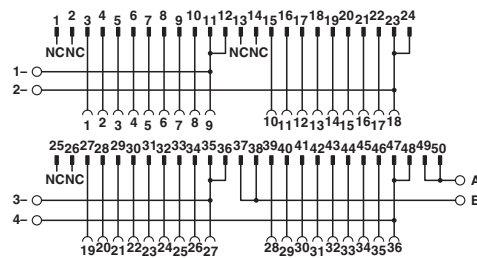 1 2 3 4 5 6 7 8 9 10 11 12 13 14 15 16 17 18 19 20 21 22 23 24
NC NC NC NC
1–
2–
1 2 3 4 5 6 7 8 9 10 11 12 13 14 15 16 17 18
25 26 27 28 29 30 31 32 33 34 35 36 37 38 39 40 41 42 43 44 45 46 47 48 49 50
NC NC
A
3–
B
4–
19 20 21 22 23 24 25 26 27 28 29 30 31 32 33 34 35 36